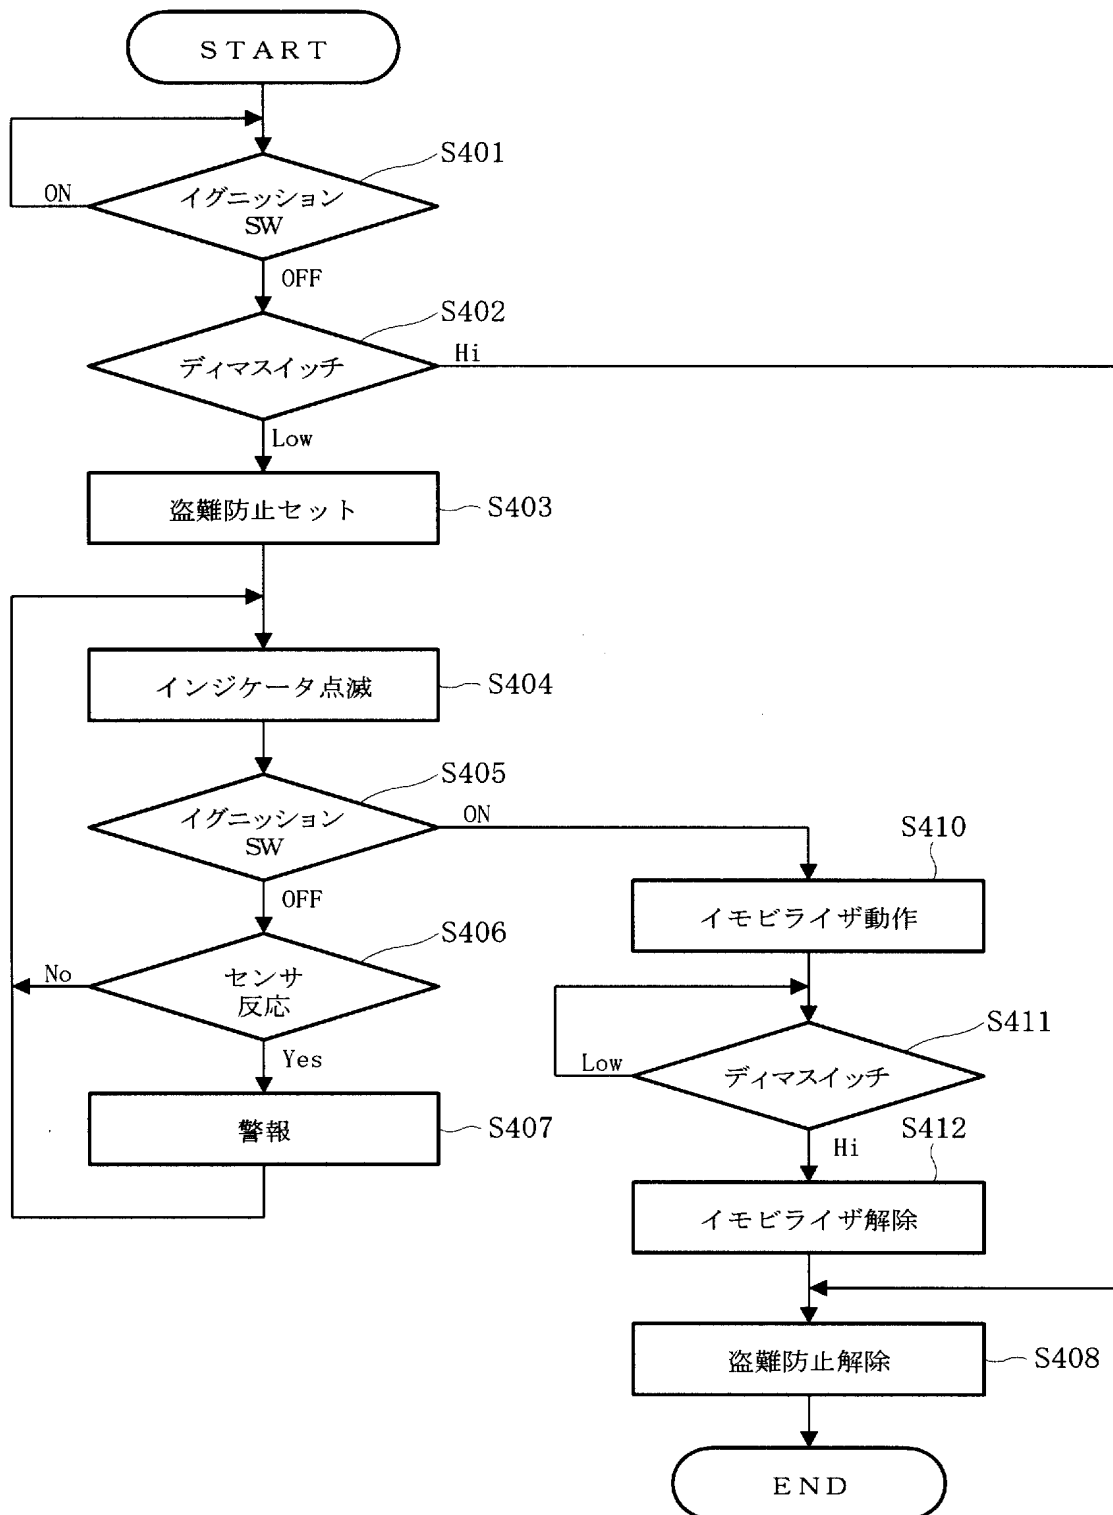 START
S401
ON
イグニッション
SW
OFF
S402
ディマスイッチ
Hi
Low
盗難防止セット
S403
インジケータ点滅
S404
S405
イグニッション
SW
ON
OFF
S410
イモビライザ動作
S406
センサ
反応
No
Yes
S411
ディマスイッチ
Low
Hi
警報
S407
S412
イモビライザ解除
盗難防止解除
S408
END